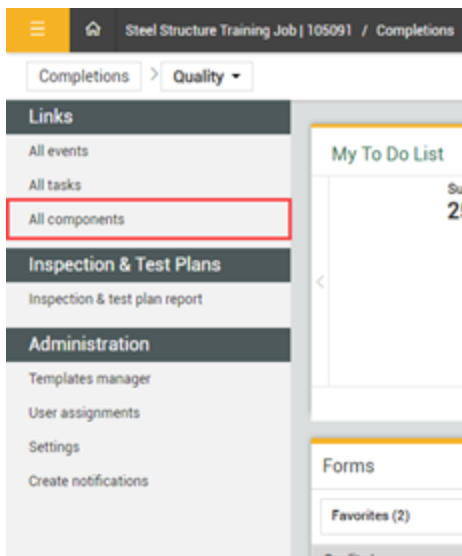 Steel Structure Training Job | 105091 / Completions
Completions > Quality
Links
All events
All tasks
All components
Inspection & Test Plans
Inspection & test plan report
Administration
Templates manager
User assignments
Settings
Create notifications
My To Do List
Forms
Favorites (2)